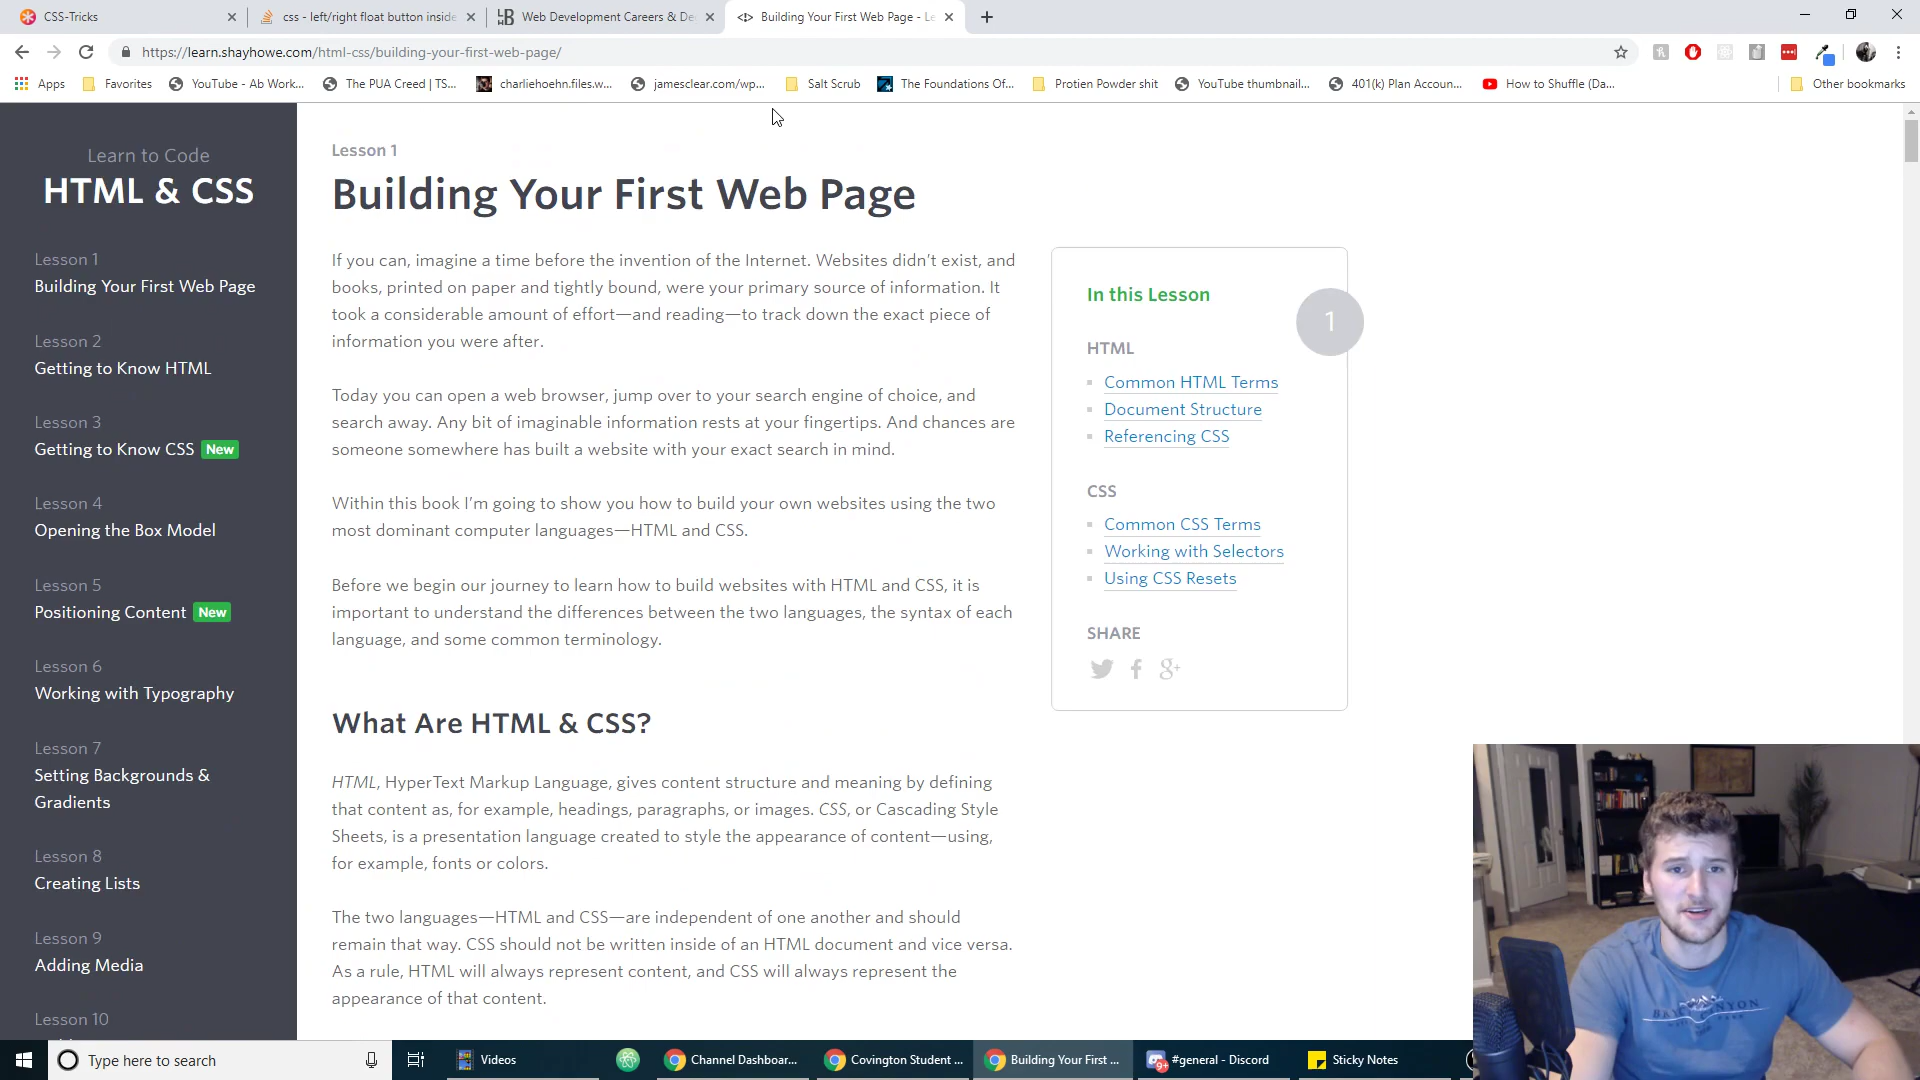 CSS-Tricks
css - left/right float button inside
Web Development Careers & De
Building Your First Web Page - Le
https://learn.shayhowe.com/html-css/building-your-first-web-page/
Apps
Favorites
YouTube - Ab Work...
The PUA Creed | TS...
charliehoehn.files.w...
jamesclear.com/wp...
Salt Scrub
The Foundations Of...
Protien Powder shit
YouTube thumbnail...
401(k) Plan Accoun...
How to Shuffle (Da...
Other bookmarks
Learn to Code
HTML & CSS
Lesson 1
Building Your First Web Page
Lesson 2
Getting to Know HTML
Lesson 3
Getting to Know CSS New
Lesson 4
Opening the Box Model
Lesson 5
Positioning Content New
Lesson 6
Working with Typography
Lesson 7
Setting Backgrounds &
Gradients
Lesson 8
Creating Lists
Lesson 9
Adding Media
Lesson 10
Lesson 1
Building Your First Web Page
If you can, imagine a time before the invention of the Internet. Websites didn’t exist, and
books, printed on paper and tightly bound, were your primary source of information. It
took a considerable amount of effort—and reading—to track down the exact piece of
information you were after.
Today you can open a web browser, jump over to your search engine of choice, and
search away. Any bit of imaginable information rests at your fingertips. And chances are
someone somewhere has built a website with your exact search in mind.
Within this book I’m going to show you how to build your own websites using the two
most dominant computer languages—HTML and CSS.
Before we begin our journey to learn how to build websites with HTML and CSS, it is
important to understand the differences between the two languages, the syntax of each
language, and some common terminology.
What Are HTML & CSS?
HTML, HyperText Markup Language, gives content structure and meaning by defining
that content as, for example, headings, paragraphs, or images. CSS, or Cascading Style
Sheets, is a presentation language created to style the appearance of content—using,
for example, fonts or colors.
The two languages—HTML and CSS—are independent of one another and should
remain that way. CSS should not be written inside of an HTML document and vice versa.
As a rule, HTML will always represent content, and CSS will always represent the
appearance of that content.
In this Lesson
1
HTML
Common HTML Terms
Document Structure
Referencing CSS
CSS
Common CSS Terms
Working with Selectors
Using CSS Resets
SHARE
Type here to search
Videos
Channel Dashboar...
Covington Student ...
Building Your First ...
#general - Discord
Sticky Notes